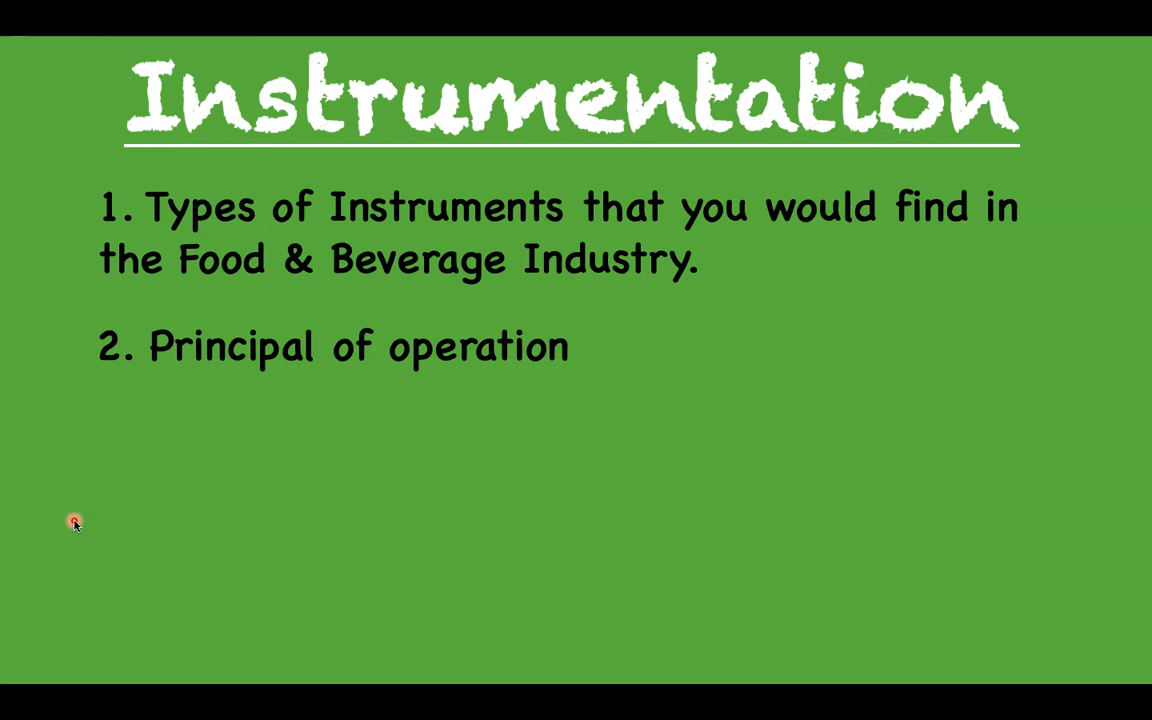 Instrumentation
1. Types of Instruments that you would find in
the Food & Beverage Industry.
2. Principal of operation